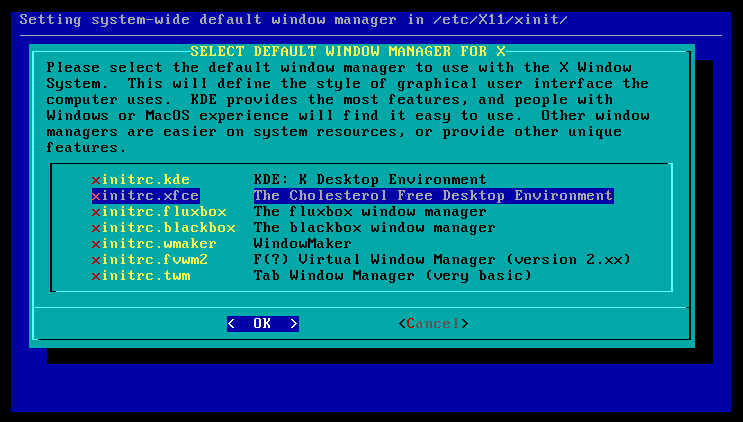 Setting system-wide default window manager in /etc/X11/xinit/
SELECT DEFAULT WINDOW MANAGER FOR X
Please select the default window manager to use with the X Window
System.  This will define the style of graphical user interface the
computer uses.  KDE provides the most features, and people with
Windows or MacOS experience will find it easy to use.  Other window
managers are easier on system resources, or provide other unique
features.
xinitrc.kde       KDE: K Desktop Environment
xinitrc.xfce      The Cholesterol Free Desktop Environment
xinitrc.fluxbox   The fluxbox window manager
xinitrc.blackbox  The blackbox window manager
xinitrc.wmaker    WindowMaker
xinitrc.fvwm2     F(?) Virtual Window Manager (version 2.xx)
xinitrc.twm       Tab Window Manager (very basic)
<  OK  >           <Cancel>